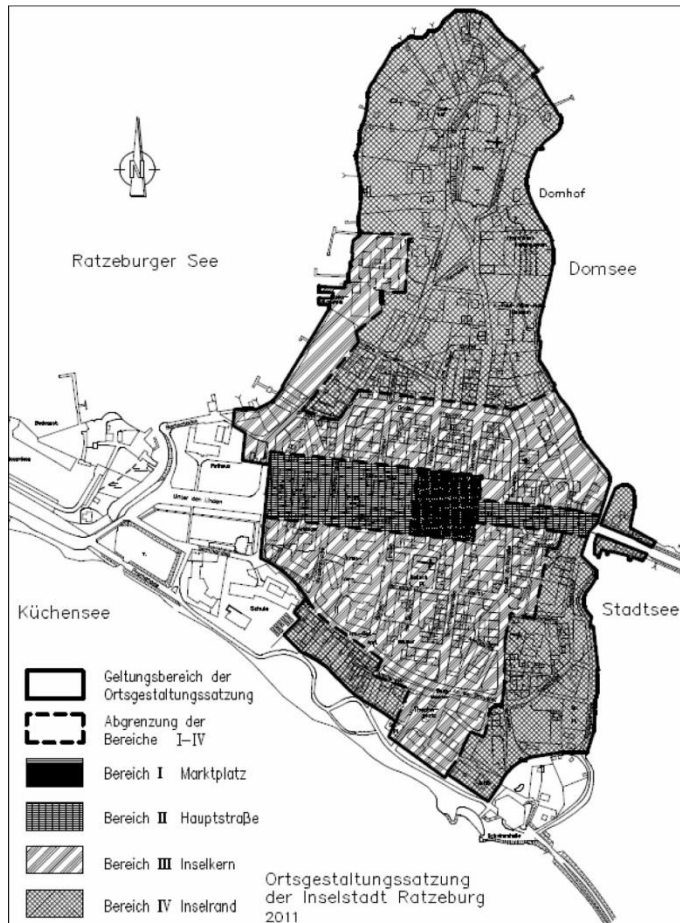 N
Domhof
Ratzeburger See
Domsee
Rathaus
Unter den Linden
Küchensee
Schule
Stadtsee
Geltungsbereich der
Ortsgestaltungssatzung
Abgrenzung der
Bereiche I-IV
Bereich I Marktplatz
Bereich II Hauptstraße
Bereich III Inselkern
Bereich IV Inselrand
Ortsgestaltungssatzung
der Inselstadt Ratzeburg
2011